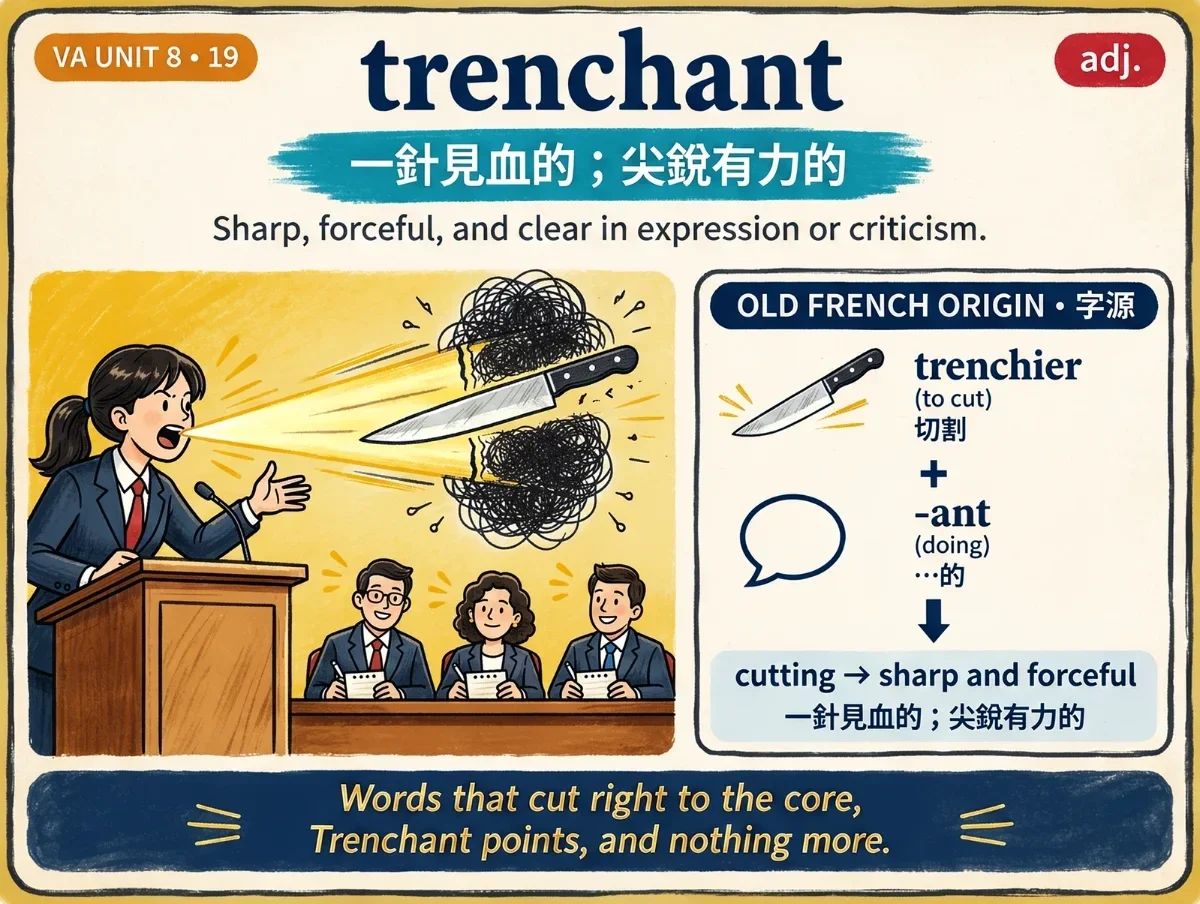 VA UNIT 8 • 19
trenchant
adj.
一針見血的；尖銳有力的
Sharp, forceful, and clear in expression or criticism.
OLD FRENCH ORIGIN • 字源
trenchier
(to cut)
切割
+
-ant
(doing)
…的
cutting → sharp and forceful
一針見血的；尖銳有力的
Words that cut right to the core,
Trenchant points, and nothing more.